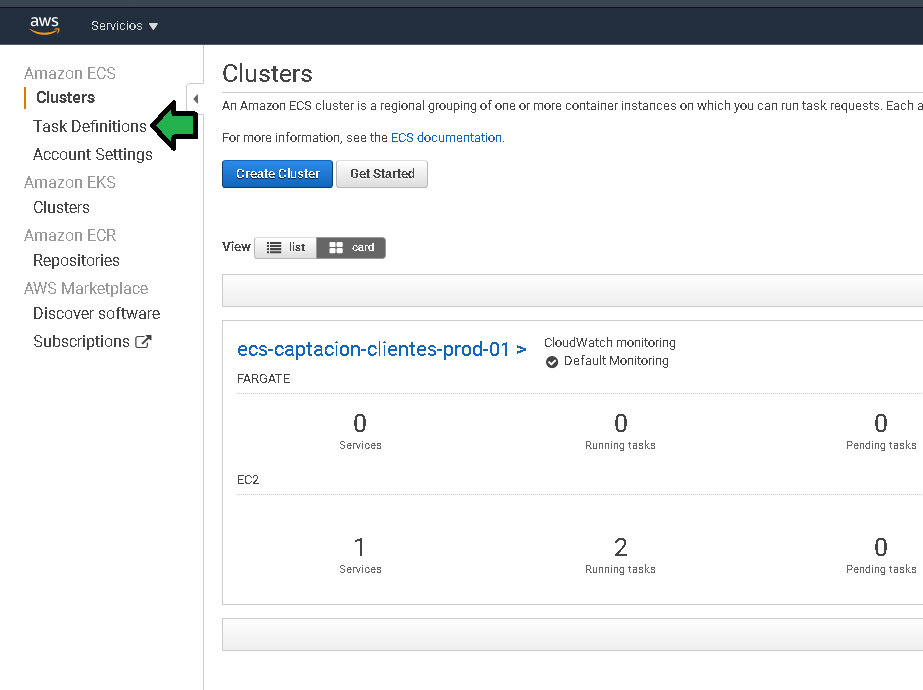 aws
Servicios
Amazon ECS
Clusters
Task Definitions
Account Settings
Amazon EKS
Clusters
Amazon ECR
Repositories
AWS Marketplace
Discover software
Subscriptions
Clusters
An Amazon ECS cluster is a regional grouping of one or more container instances on which you can run task requests. Each a
For more information, see the ECS documentation.
Create Cluster
Get Started
View
list
card
ecs-captacion-clientes-prod-01 >
CloudWatch monitoring
Default Monitoring
FARGATE
0
0
0
Services
Running tasks
Pending tasks
EC2
1
2
0
Services
Running tasks
Pending tasks